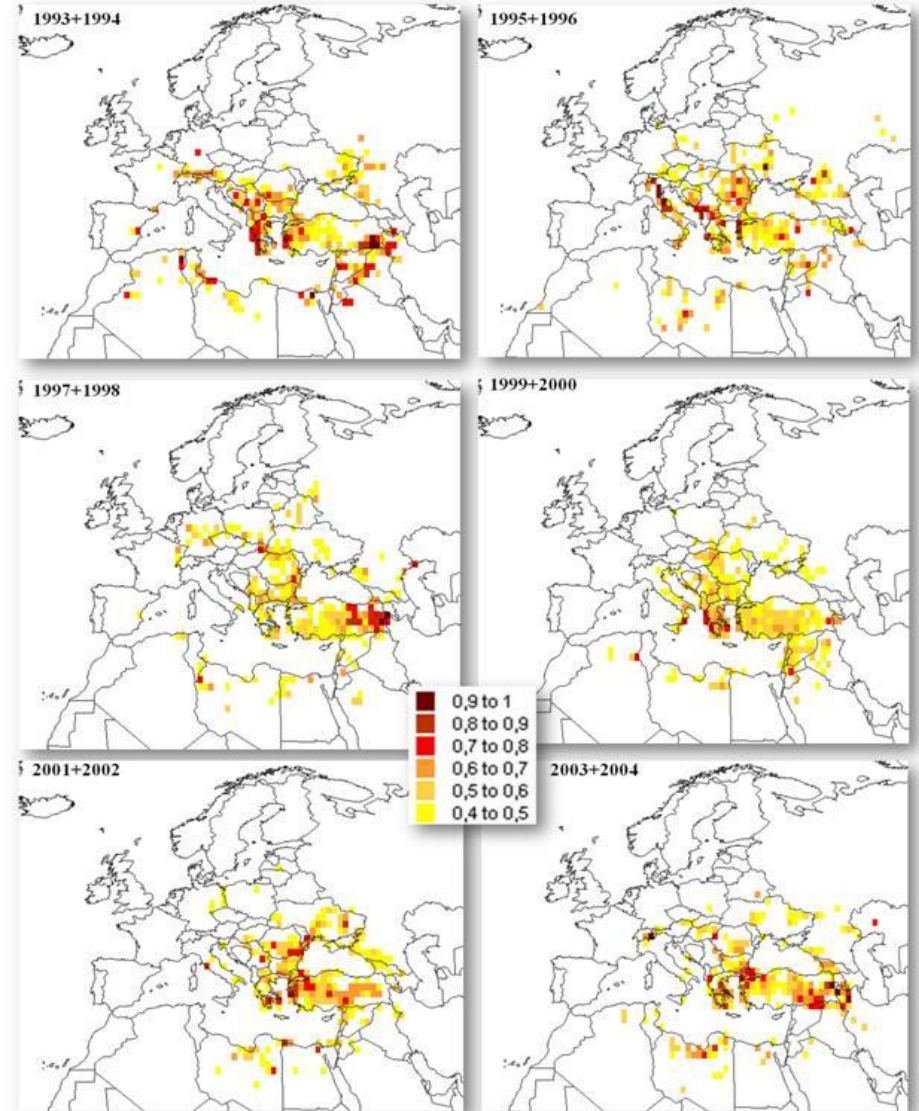 1993+1994
1995+1996
1997+1998
1999+2000
0,9 to 1
0,8 to 0,9
0,7 to 0,8
0,6 to 0,7
0,5 to 0,6
0,4 to 0,5
2001+2002
2003+2004